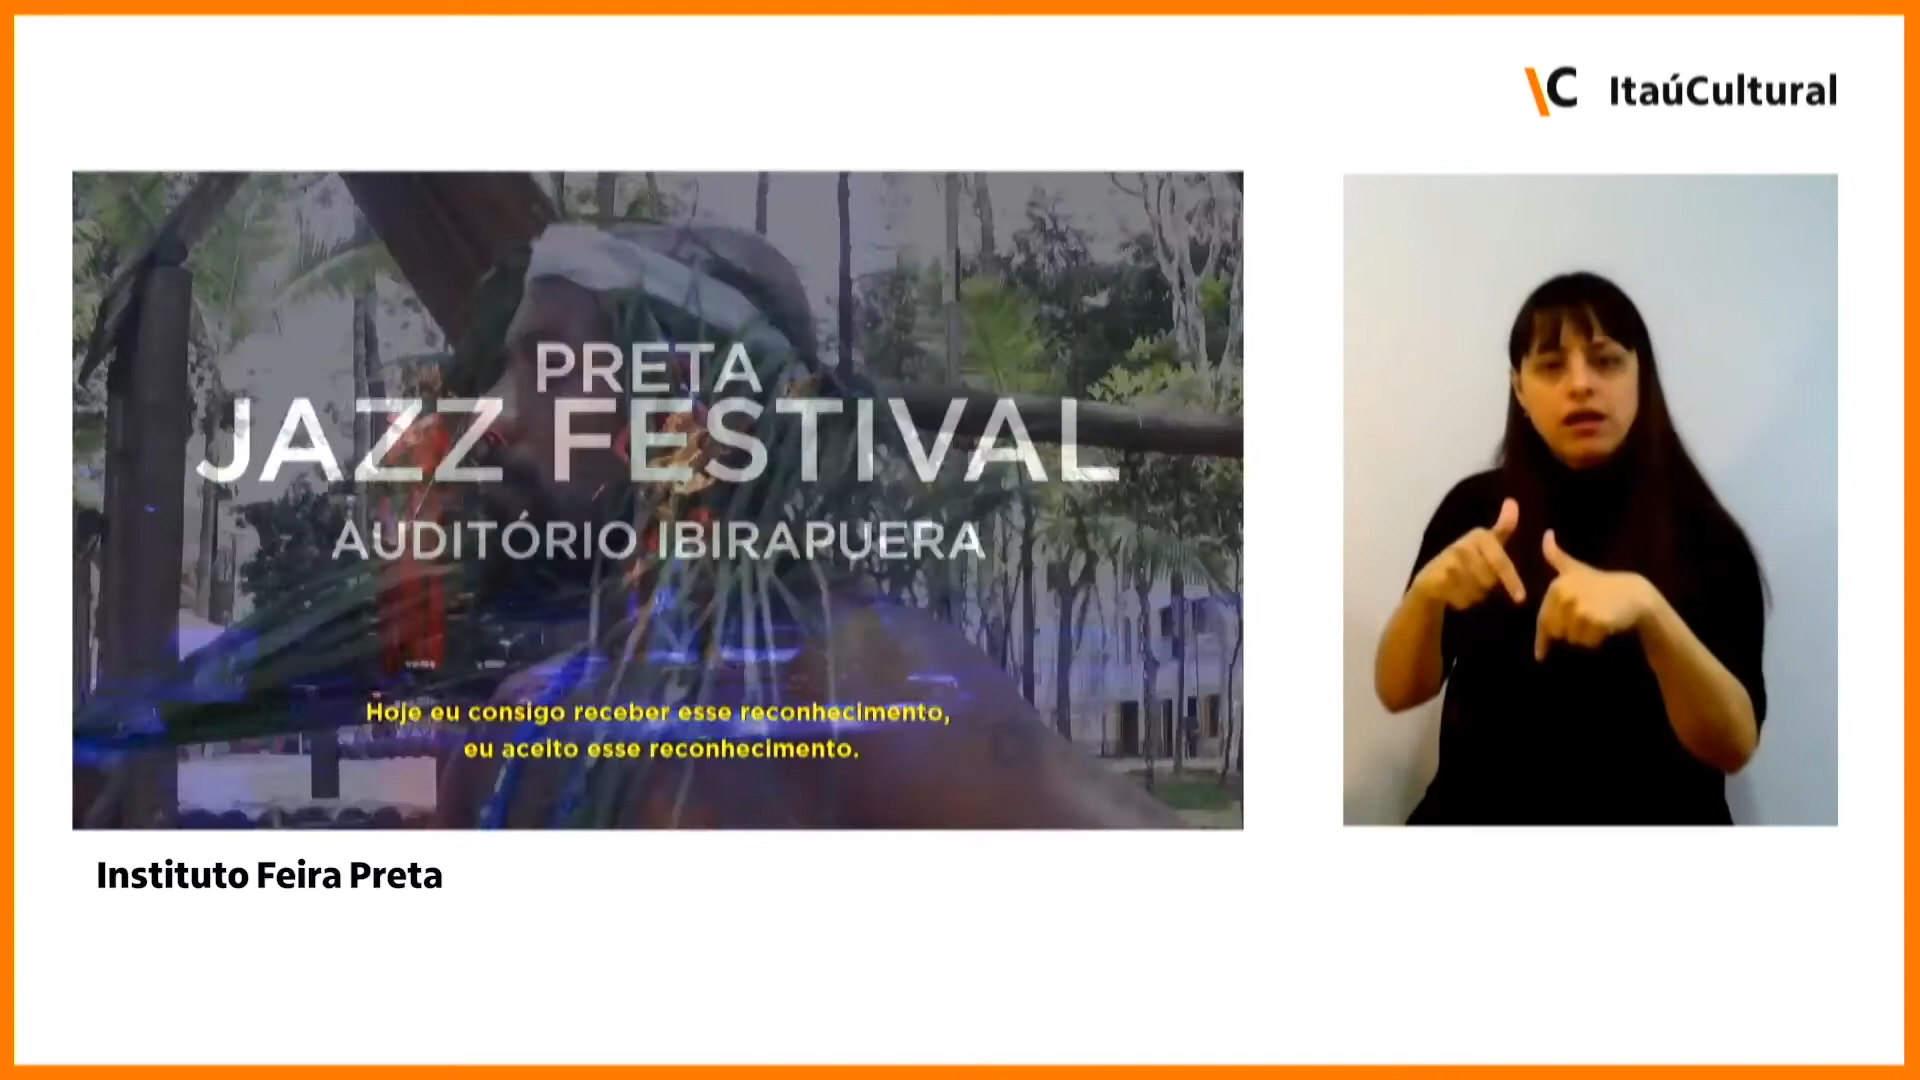 \C ItaúCultural
PRETA
JAZZ FESTIVAL
AUDITÓRIO IBIRAPUERA
Hoje eu consigo receber esse reconhecimento,
eu aceito esse reconhecimento.
Instituto Feira Preta